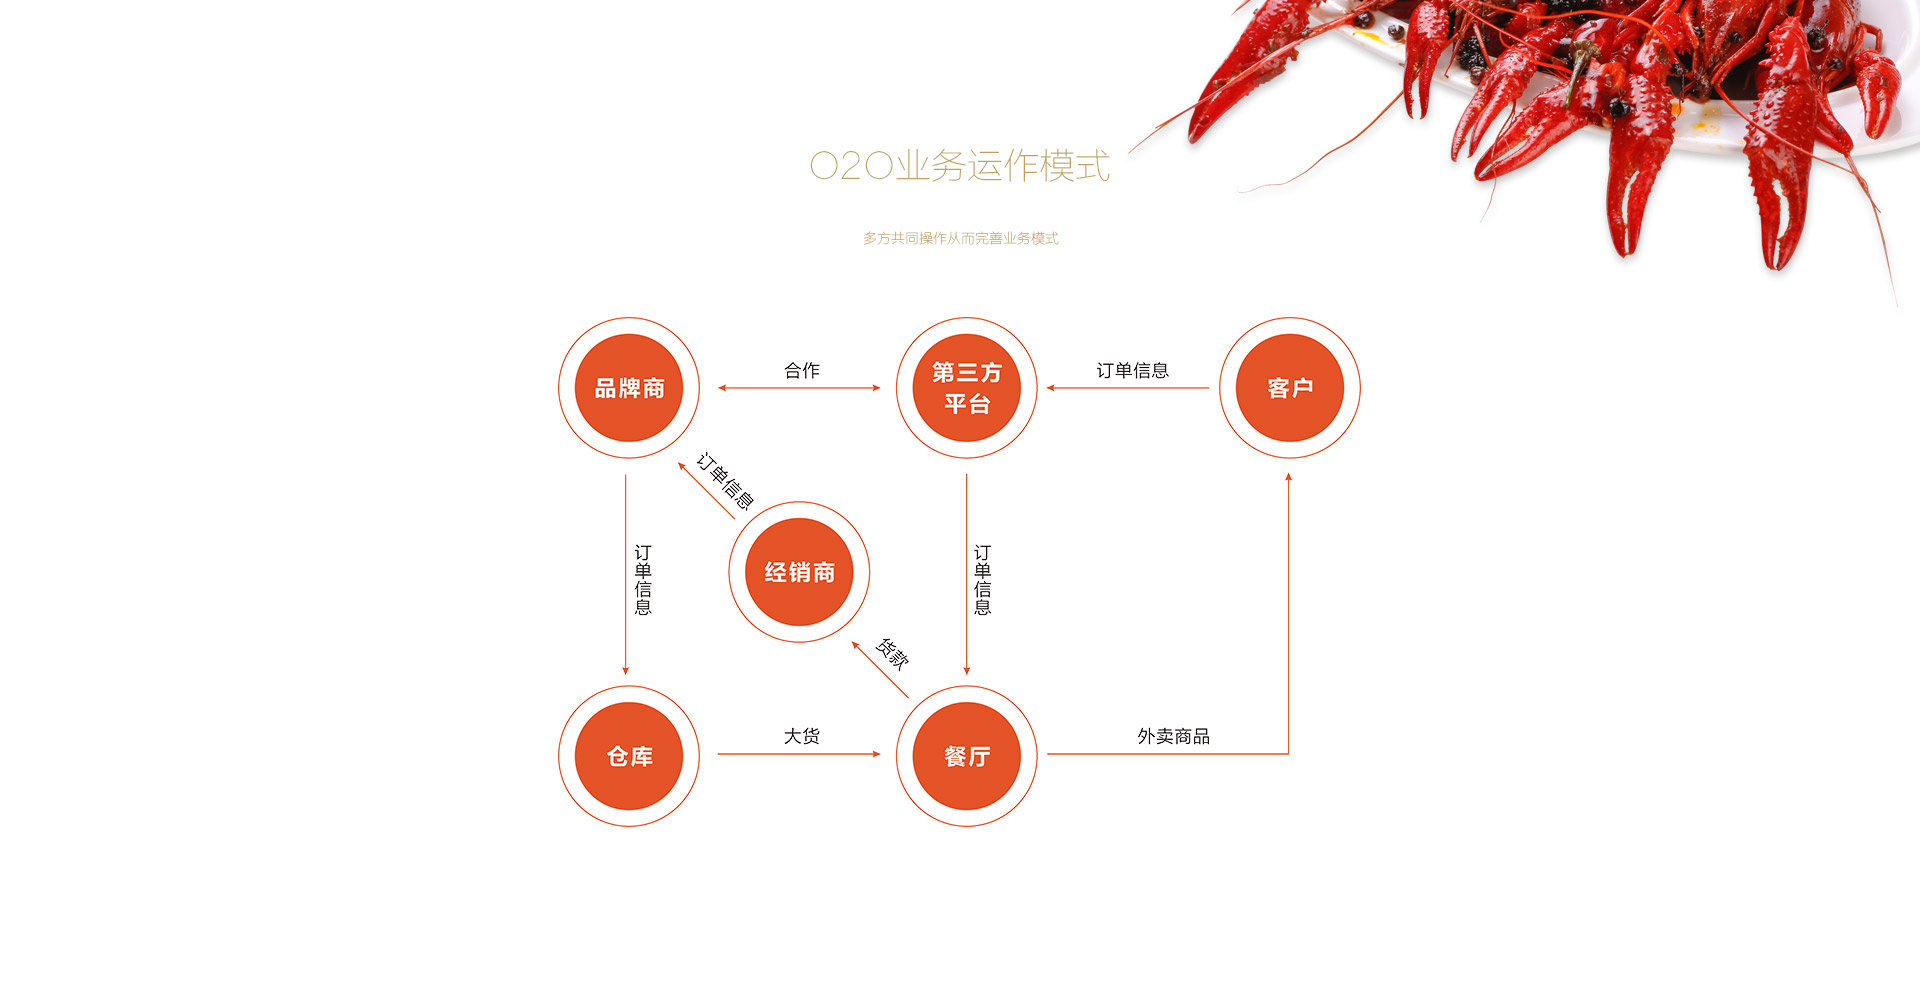 O2O业务运作模式
多方共同操作从而完善业务模式
品牌商
合作
第三方
平台
订单信息
客户
订单信息
订单信息
经销商
订单信息
货款
仓库
大货
餐厅
外卖商品